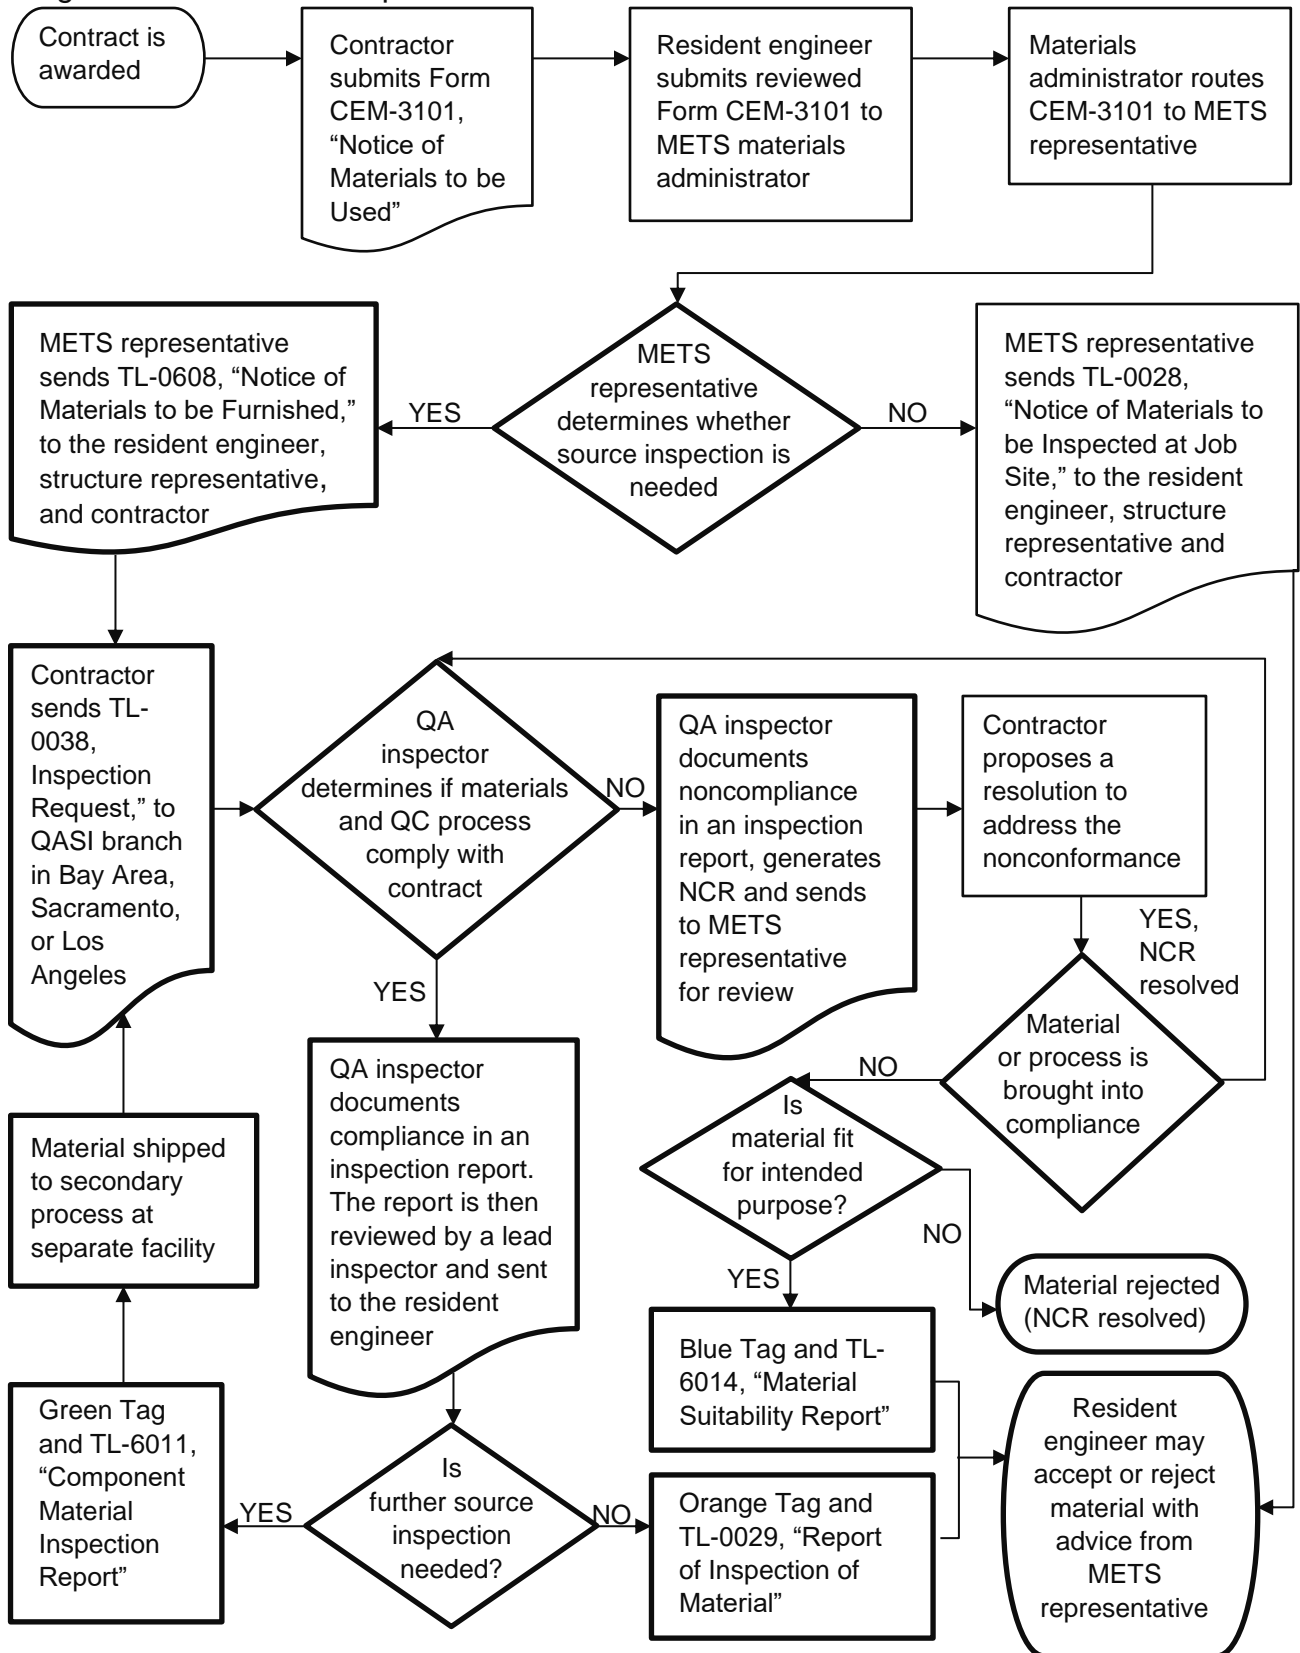 Contract is
awarded
Contractor
submits Form
CEM-3101,
“Notice of
Materials to be
Used”
Resident engineer
submits reviewed
Form CEM-3101 to
METS materials
administrator
Materials
administrator routes
CEM-3101 to METS
representative
METS representative
sends TL-0608, “Notice of
Materials to be Furnished,”
to the resident engineer,
structure representative,
and contractor
YES
METS
representative
determines whether
source inspection is
needed
NO
METS representative
sends TL-0028,
“Notice of Materials to
be Inspected at Job
Site,” to the resident
engineer, structure
representative and
contractor
Contractor
sends TL-
0038,
Inspection
Request,” to
QASI branch
in Bay Area,
Sacramento,
or Los
Angeles
QA
inspector
determines if materials
and QC process
comply with
contract
NO
QA inspector
documents
noncompliance
in an inspection
report, generates
NCR and sends
to METS
representative
for review
Contractor
proposes a
resolution to
address the
nonconformance
YES,
NCR
resolved
YES
Material
or process is
brought into
compliance
NO
QA inspector
documents
compliance in an
inspection report.
The report is then
reviewed by a lead
inspector and sent
to the resident
engineer
Is
material fit
for intended
purpose?
NO
YES
Material shipped
to secondary
process at
separate facility
Material rejected
(NCR resolved)
Blue Tag and TL-
6014, “Material
Suitability Report”
Green Tag
and TL-6011,
“Component
Material
Inspection
Report”
YES
Is
further source
inspection
needed?
NO
Orange Tag and
TL-0029, “Report
of Inspection of
Material”
Resident
engineer may
accept or reject
material with
advice from
METS
representative